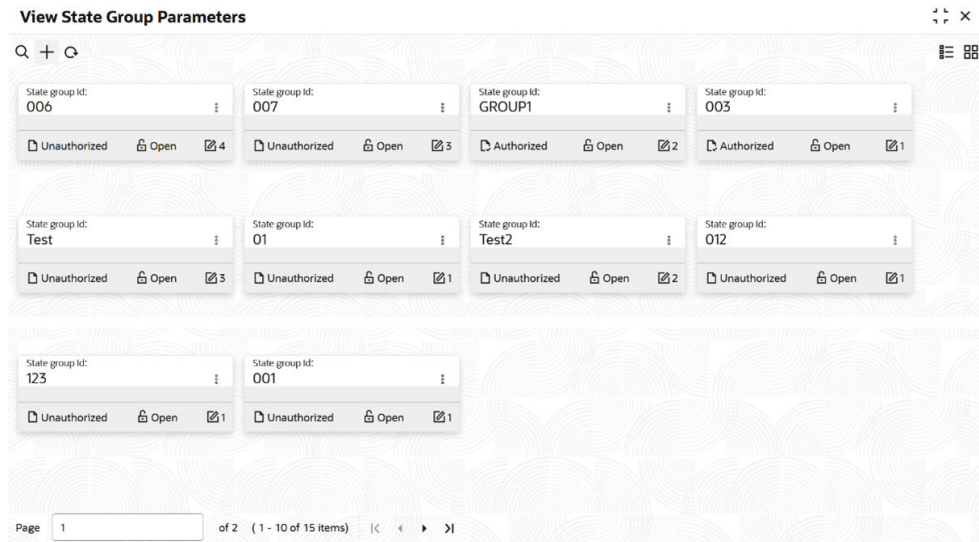 View State Group Parameters
State group Id: State group Id: State group Id: State group Id:
006 007 GROUP1 003
Unauthorized Open 4 Unauthorized Open 3 Authorized Open 2 Authorized Open 1
State group Id: State group Id: State group Id: State group Id:
Test 01 Test2 012
Unauthorized Open 3 Unauthorized Open 1 Unauthorized Open 2 Unauthorized Open 1
State group Id: State group Id:
123 001
Unauthorized Open 1 Unauthorized Open 1
Page 1 of 2 ( 1 - 10 of 15 items)